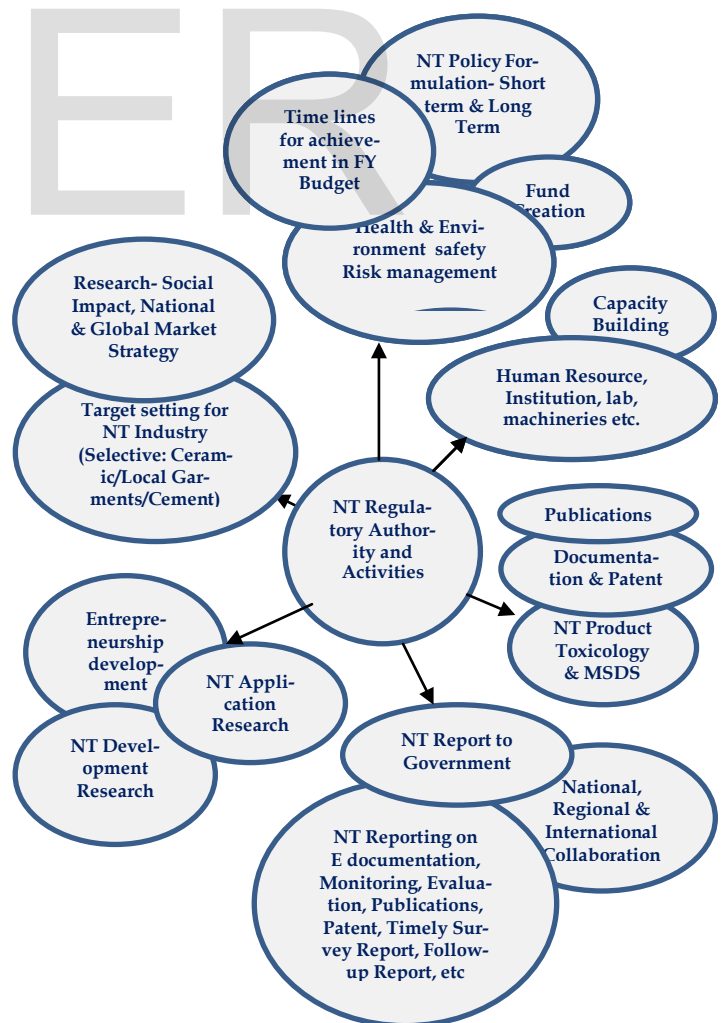 ER
NT Policy For-
mulation- Short
term & Long
Term
Time lines
for achieve-
ment in FY
Budget
Fund
Creation
Health & Envi-
ronment safety
Risk management
Research- Social
Impact, National
& Global Market
Strategy
Capacity
Building
Human Resource,
Institution, lab,
machineries etc.
Target setting for
NT Industry
(Selective: Ceram-
ic/Local Gar-
ments/Cement)
NT Regula-
tory Author-
ity and
Activities
Publications
Documenta-
tion & Patent
NT Product
Toxicology
& MSDS
Entrepre-
neurship
develop-
ment
NT Appli-
cation
Research
NT Devel-
opment
Research
NT Report to
Government
National,
Regional &
International
Collaboration
NT Reporting on
E documentation,
Monitoring, Evalua-
tion, Publications,
Patent, Timely Sur-
vey Report, Follow-
up Report, etc